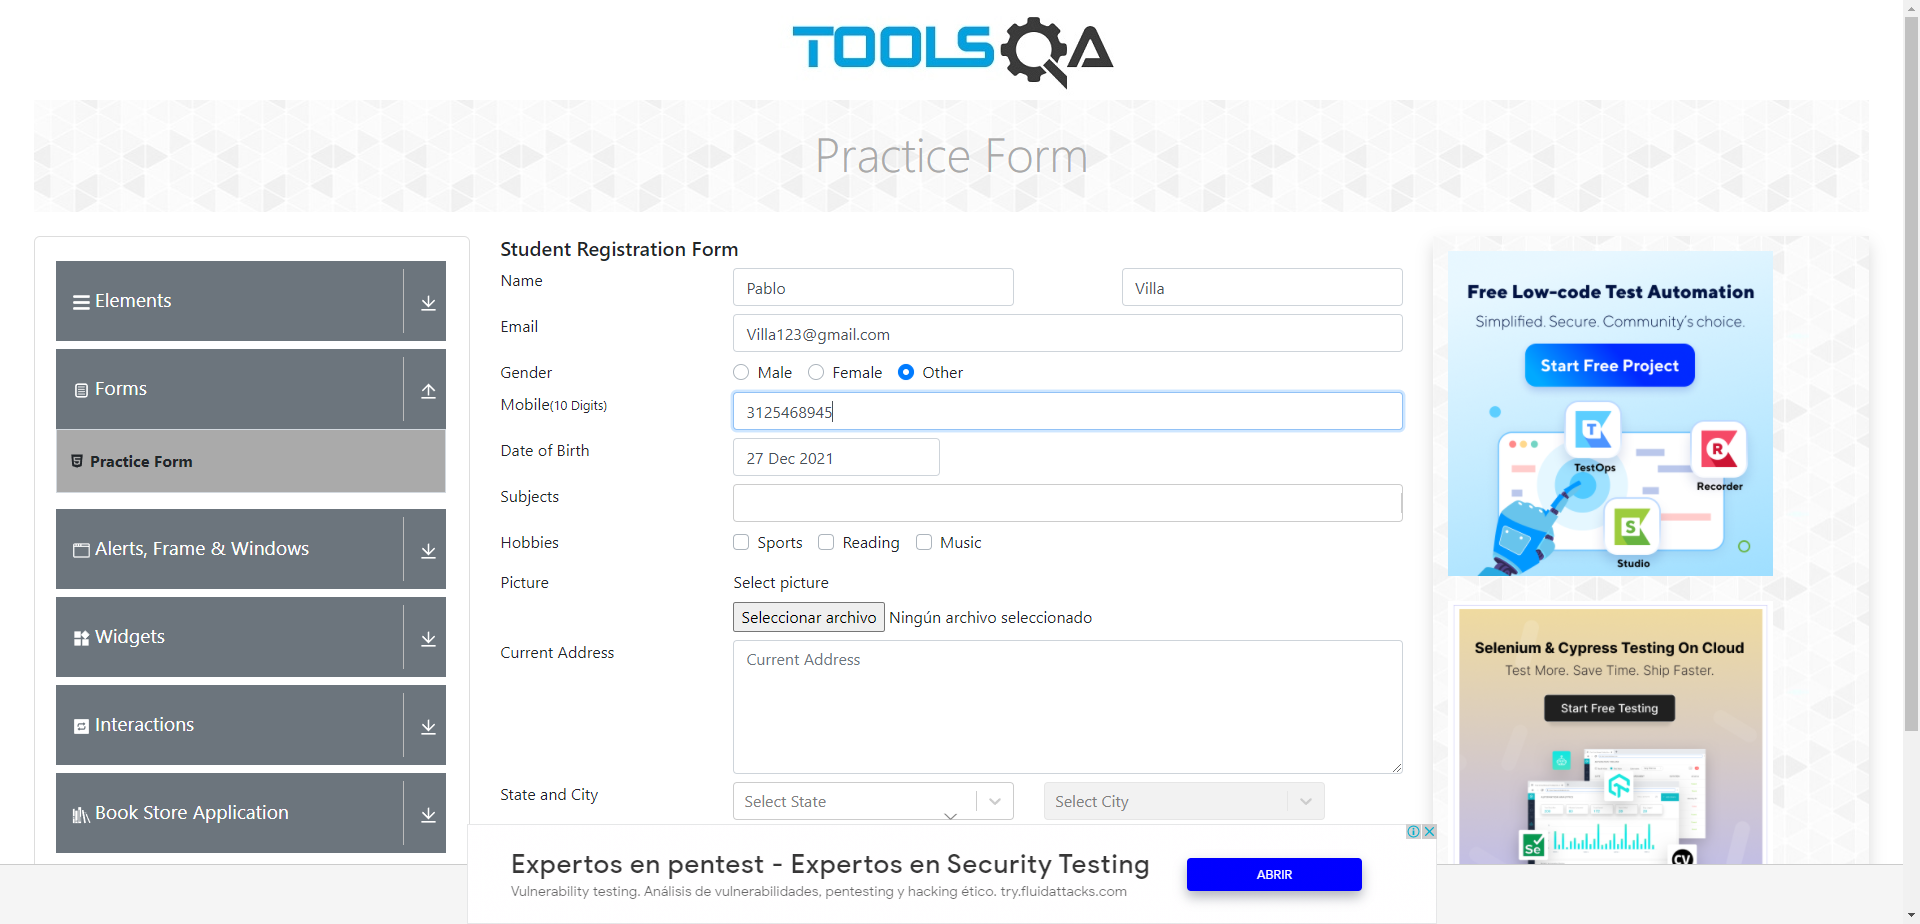 TOOLSQA
Practice Form
Elements
Forms
Practice Form
Alerts, Frame & Windows
Widgets
Interactions
Book Store Application
Student Registration Form
Name
Pablo
Villa
Email
Villa123@gmail.com
Gender
Male
Female
Other
Mobile(10 Digits)
3125468945
Date of Birth
27 Dec 2021
Subjects
Hobbies
Sports
Reading
Music
Picture
Select picture
Seleccionar archivo
Ningún archivo seleccionado
Current Address
Current Address
State and City
Select State
Select City
Free Low-code Test Automation
Simplified. Secure. Community's choice.
Start Free Project
T
TestOps
R
Recorder
S
Studio
Selenium & Cypress Testing On Cloud
Test More. Save Time. Ship Faster.
Start Free Testing
Se
CV
Expertos en pentest - Expertos en Security Testing
Vulnerability testing. Análisis de vulnerabilidades, pentesting y hacking ético. try.fluidattacks.com
ABRIR